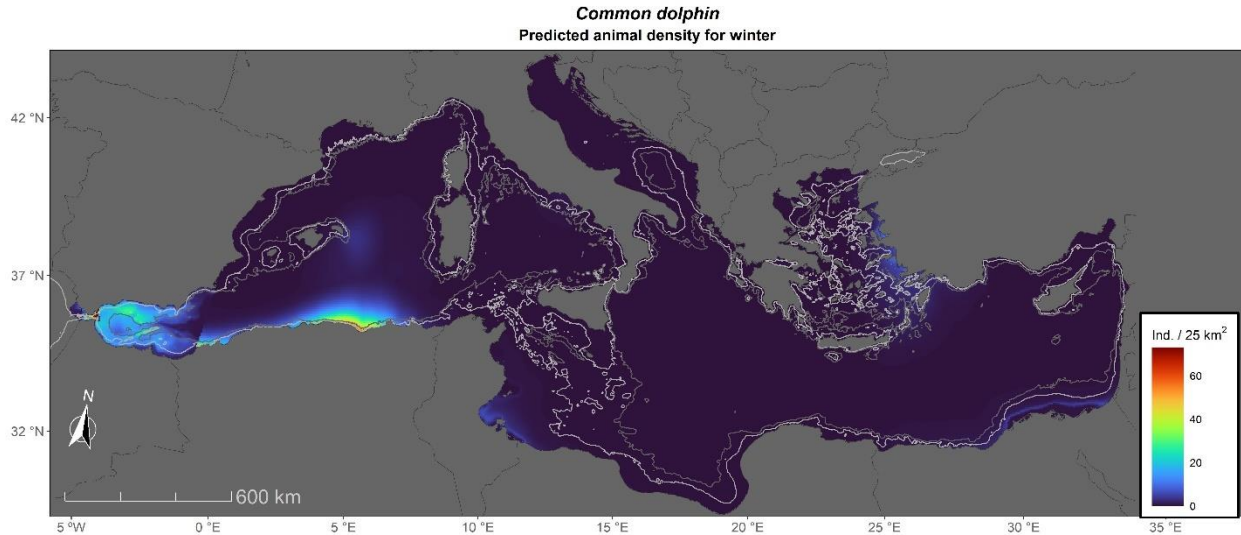 Common dolphin
Predicted animal density for winter
42 °N
37 °N
32 °N
N
600 km
Ind. / 25 km²
60
40
20
0
5 °W
0 °E
5 °E
10 °E
15 °E
20 °E
25 °E
30 °E
35 °E